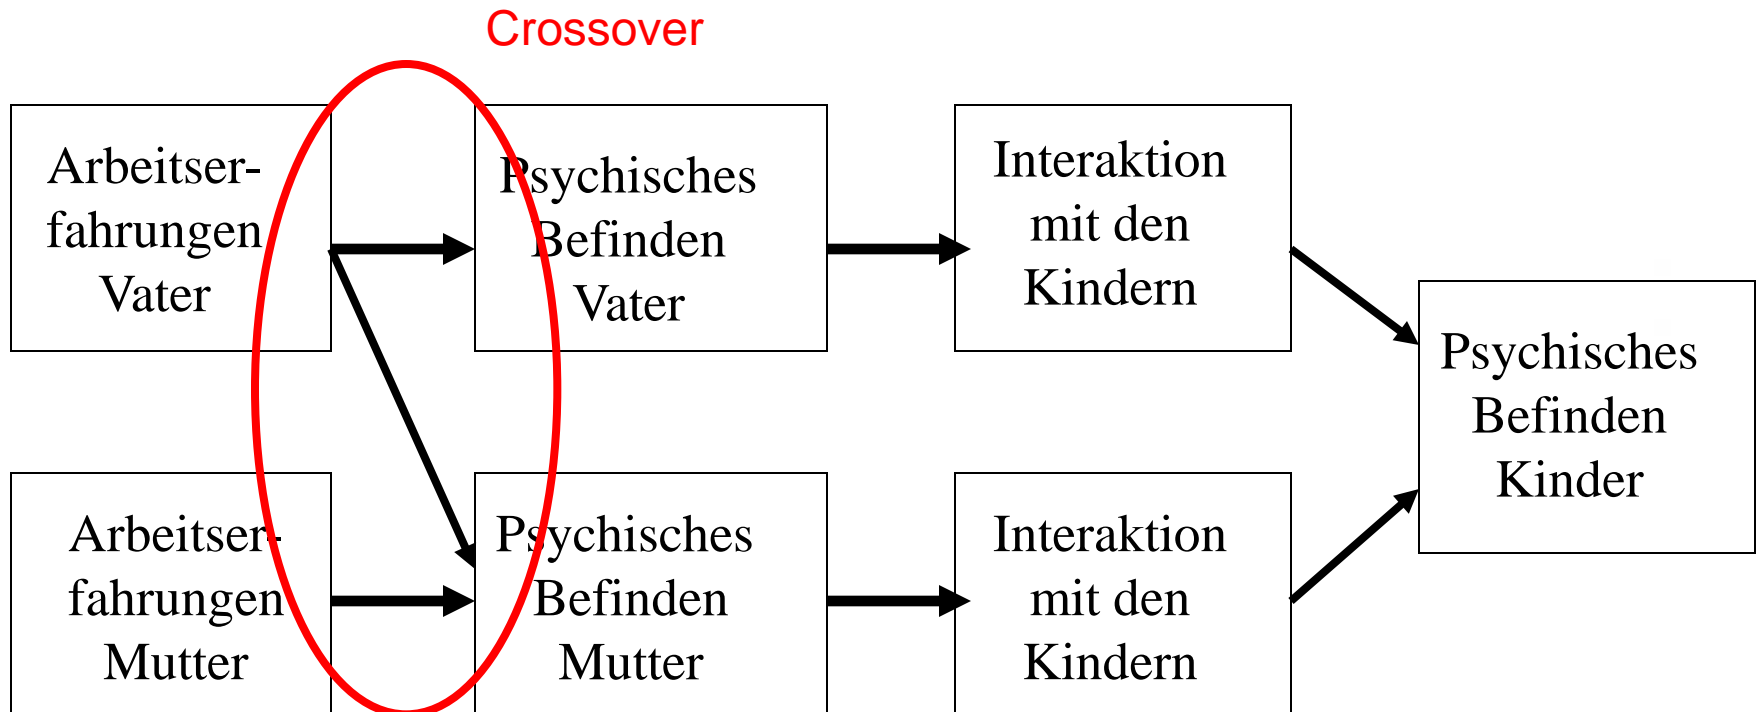 Crossover
Arbeitser-
fahrungen
Vater
Psychisches
Befinden
Vater
Interaktion
mit den
Kindern
Psychisches
Befinden
Kinder
Arbeitser-
fahrungen
Mutter
Psychisches
Befinden
Mutter
Interaktion
mit den
Kindern